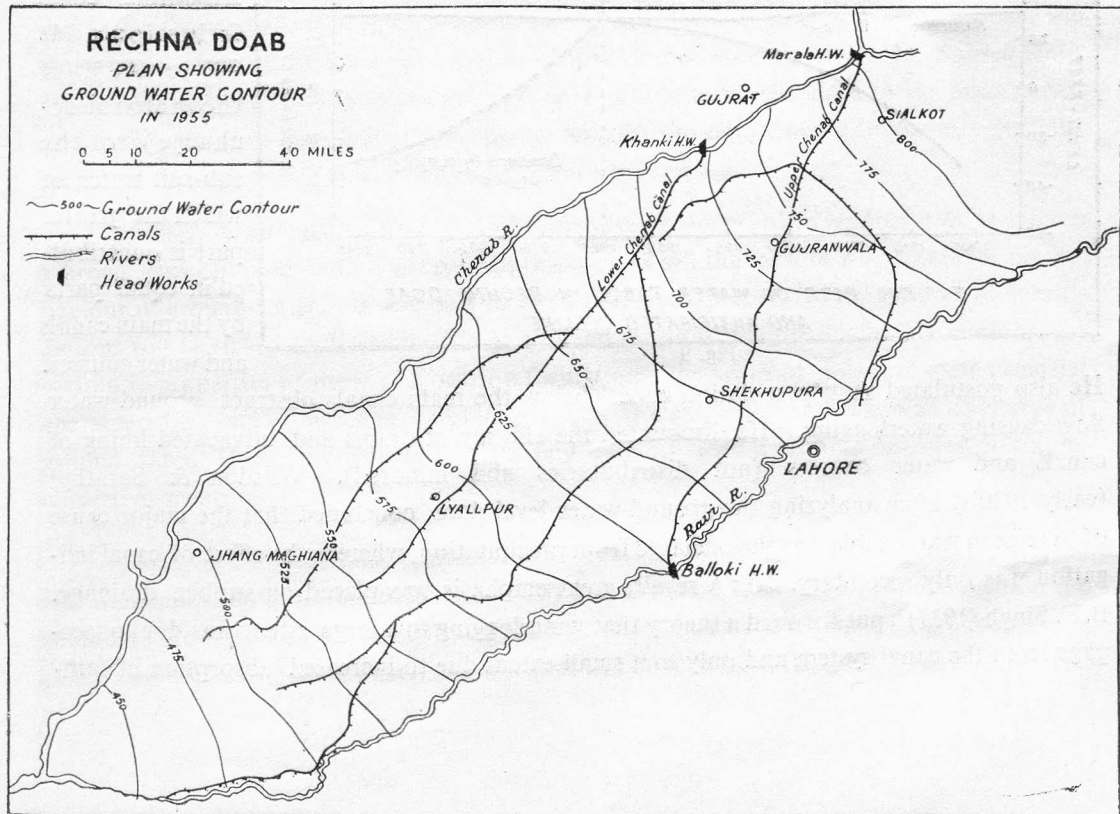 RECHNA DOAB
PLAN SHOWING
GROUND WATER CONTOUR
IN 1955
0 5 10 20 40 MILES
500 Ground Water Contour
Canals
Rivers
Head Works
Marala H.W.
GUJRAT
SIALKOT
800
775
Khanki H.W.
Upper Chenab Canal
Lower Chenab Canal
Chenab R.
750
GUJRANWALA
725
700
675
650
SHEKHUPURA
LAHORE
625
600
575
LYALLPUR
Ravi R.
Balloki H.W.
550
525
JHANG MAGHIANA
500
475
450